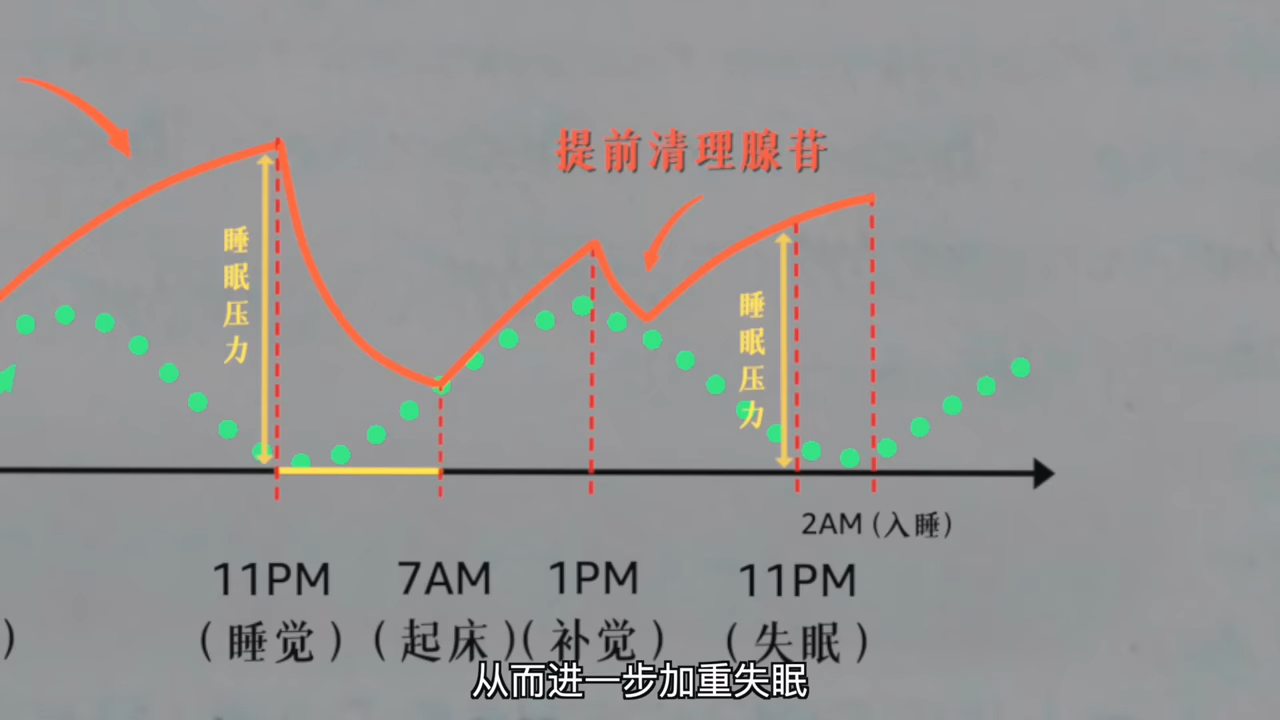 提前清理腺苷
睡眠压力
睡眠压力
2AM(入睡)
11PM 7AM 1PM 11PM
)(睡觉)(起床)(补觉)(失眠)
从而进一步加重失眠